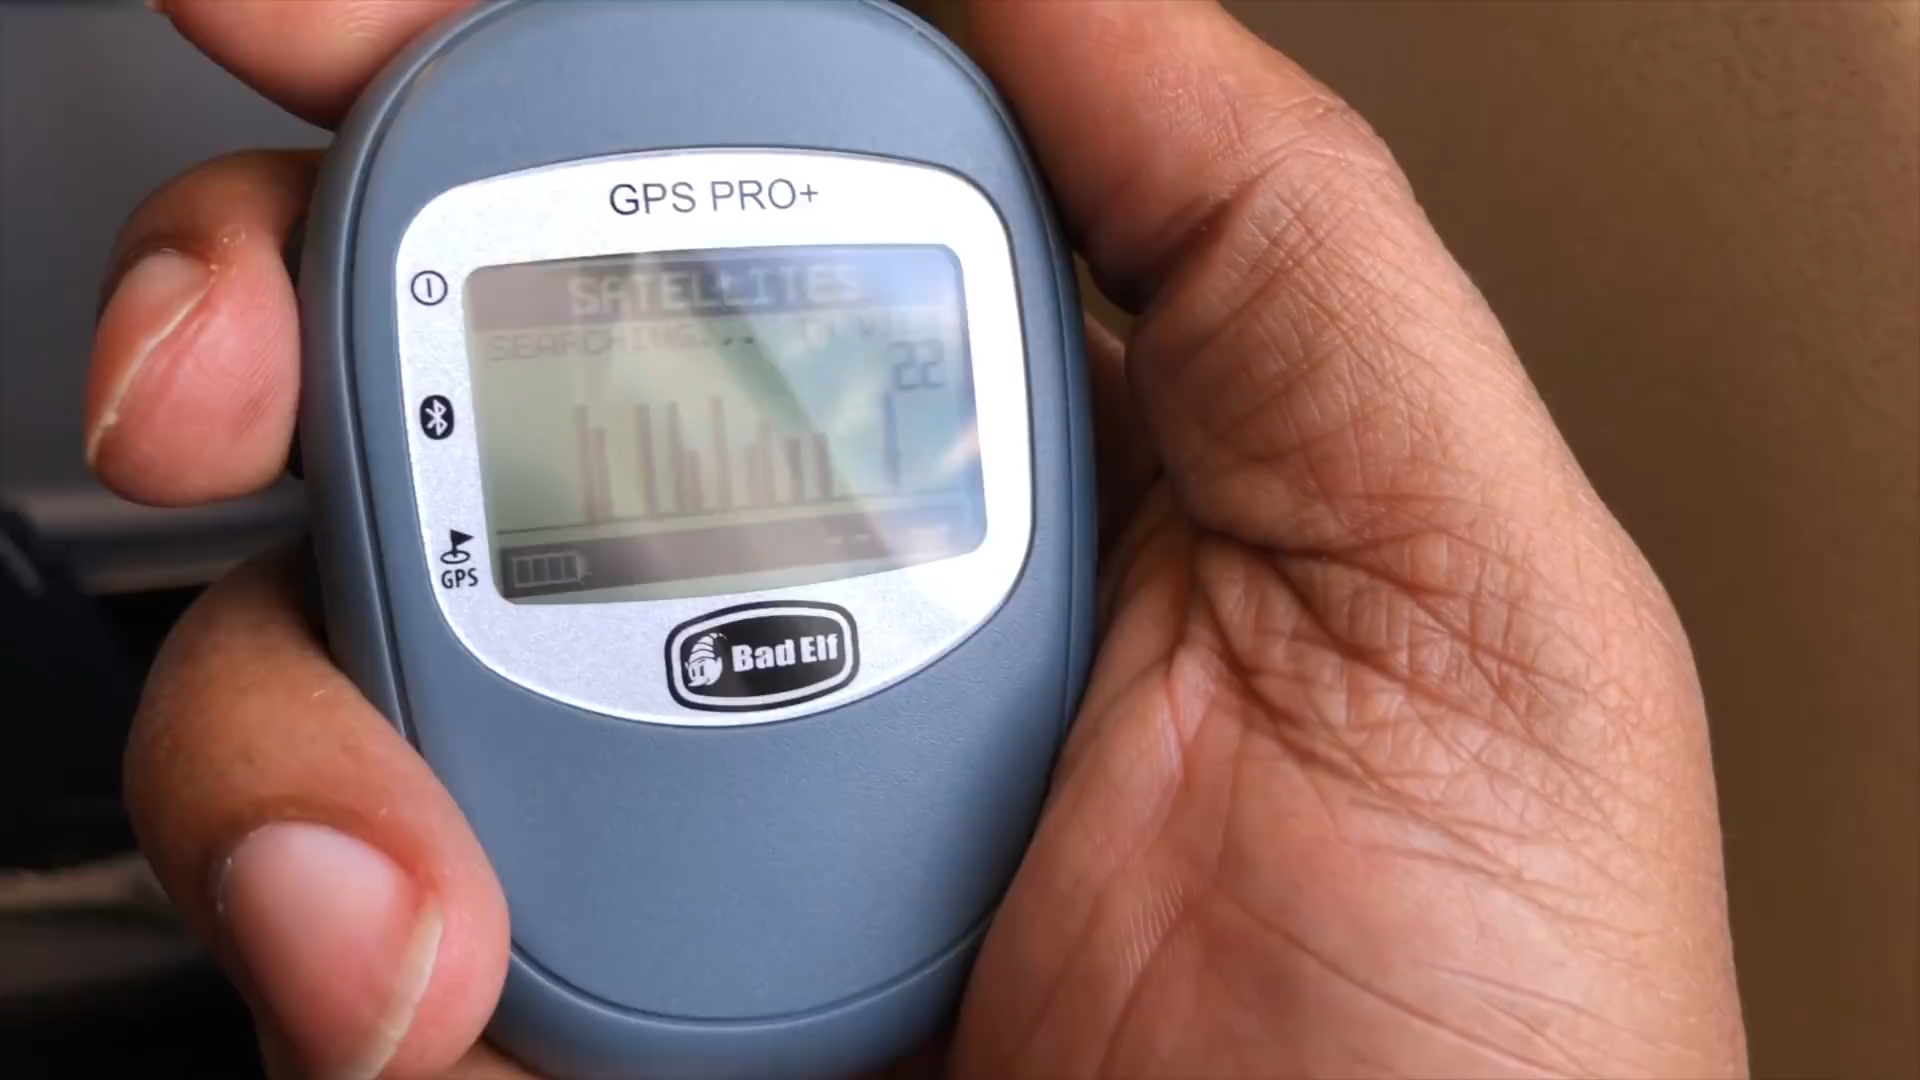 GPS PRO+
SATELLITES
SEARCHING...
22
GPS
Bad Elf